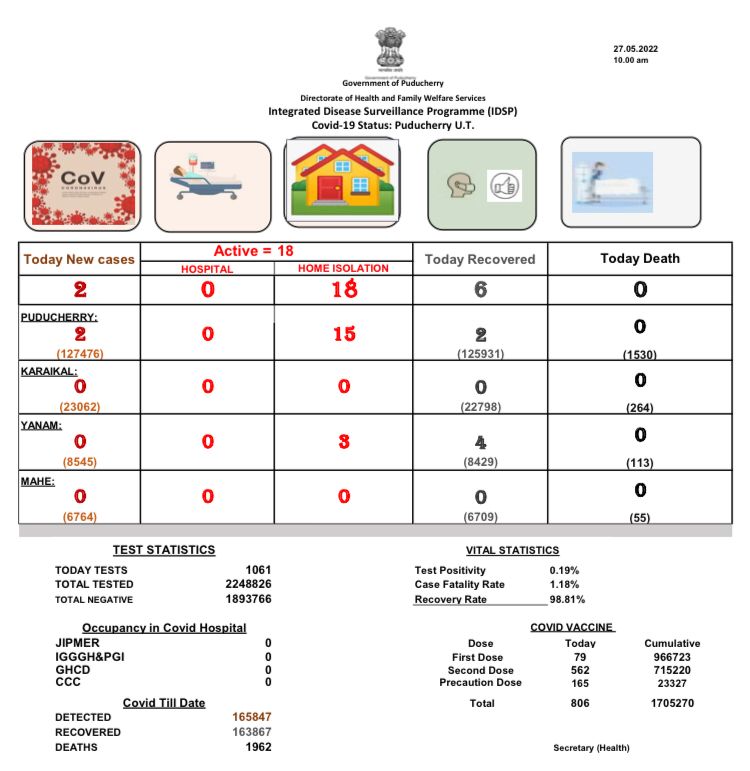 27.05.2022
10.00 am
Government of Puducherry
Government of Puducherry
Directorate of Health and Family Welfare Services
Integrated Disease Surveillance Programme (IDSP)
Covid-19 Status: Puducherry U.T.
CoV
CORONAVIRUS
Today New cases
Active = 18
HOSPITAL HOME ISOLATION
Today Recovered
Today Death
2 0 18 6 0
PUDUCHERRY:
2 0 15 2 0
(127476) (125931) (1530)
KARAIKAL:
0 0 0 0 0
(23062) (22798) (264)
YANAM:
0 0 3 4 0
(8545) (8429) (113)
MAHE:
0 0 0 0 0
(6764) (6709) (55)
TEST STATISTICS
TODAY TESTS 1061
TOTAL TESTED 2248826
TOTAL NEGATIVE 1893766
VITAL STATISTICS
Test Positivity 0.19%
Case Fatality Rate 1.18%
Recovery Rate 98.81%
Occupancy in Covid Hospital
JIPMER 0
IGGGH&PGI 0
GHCD 0
CCC 0
COVID VACCINE
Dose Today Cumulative
First Dose 79 966723
Second Dose 562 715220
Precaution Dose 165 23327
Total 806 1705270
Covid Till Date
DETECTED 165847
RECOVERED 163867
DEATHS 1962
Secretary (Health)